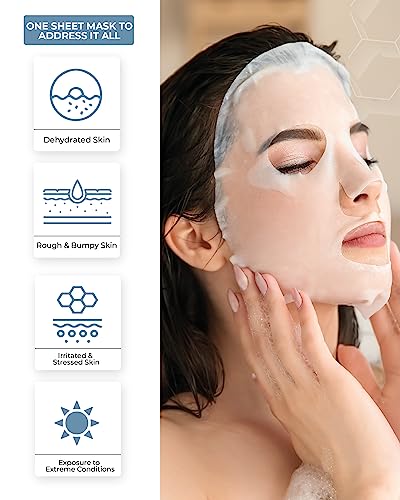 ONE SHEET MASK TO
ADDRESS IT ALL
Dehydrated Skin
Rough & Bumpy Skin
Irritated &
Stressed Skin
Exposure to
Extreme Conditions